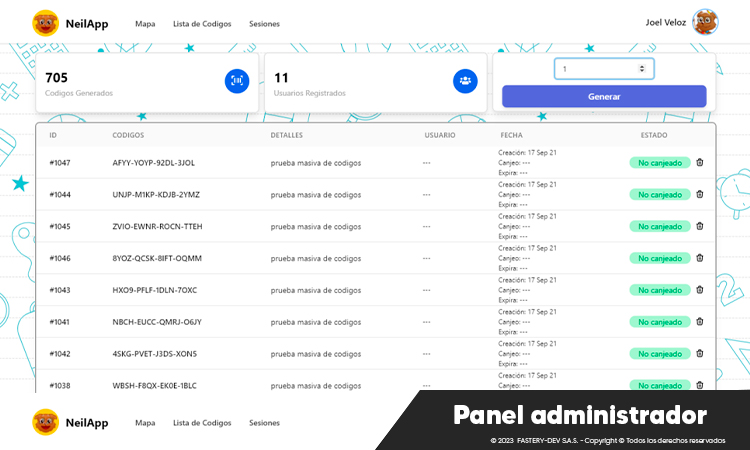 NeilApp Mapa Lista de Codigos Sesiones Joel Veloz
705
Codigos Generados
11
Usuarios Registrados
1
Generar
ID CODIGOS DETALLES USUARIO FECHA ESTADO
#1047 AFYY-YOYP-92DL-3JOL prueba masiva de codigos --- Creación: 17 Sep 21 No canjeado
Canjeo: ---
Expira: ---
#1044 UNJP-M1KP-KDJB-2YMZ prueba masiva de codigos --- Creación: 17 Sep 21 No canjeado
Canjeo: ---
Expira: ---
#1045 ZVIO-EWNR-ROCN-TTEH prueba masiva de codigos --- Creación: 17 Sep 21 No canjeado
Canjeo: ---
Expira: ---
#1046 8YOZ-QCSK-8IFT-OQMM prueba masiva de codigos --- Creación: 17 Sep 21 No canjeado
Canjeo: ---
Expira: ---
#1043 HXO9-PFLF-1DLN-7OXC prueba masiva de codigos --- Creación: 17 Sep 21 No canjeado
Canjeo: ---
Expira: ---
#1041 NBCH-EUCC-QMRJ-O6JY prueba masiva de codigos --- Creación: 17 Sep 21 No canjeado
Canjeo: ---
Expira: ---
#1042 4SKG-PVET-J3DS-XON5 prueba masiva de codigos --- Creación: 17 Sep 21 No canjeado
Canjeo: ---
Expira: ---
#1038 WBSH-F8QX-EK0E-1BLC prueba masiva de codigos --- Creación: 17 Sep 21 No canjeado
Canjeo: ---
NeilApp Mapa Lista de Codigos Sesiones
Panel administrador
© 2023 FASTERY-DEV S.A.S. - Copyright © Todos los derechos reservados